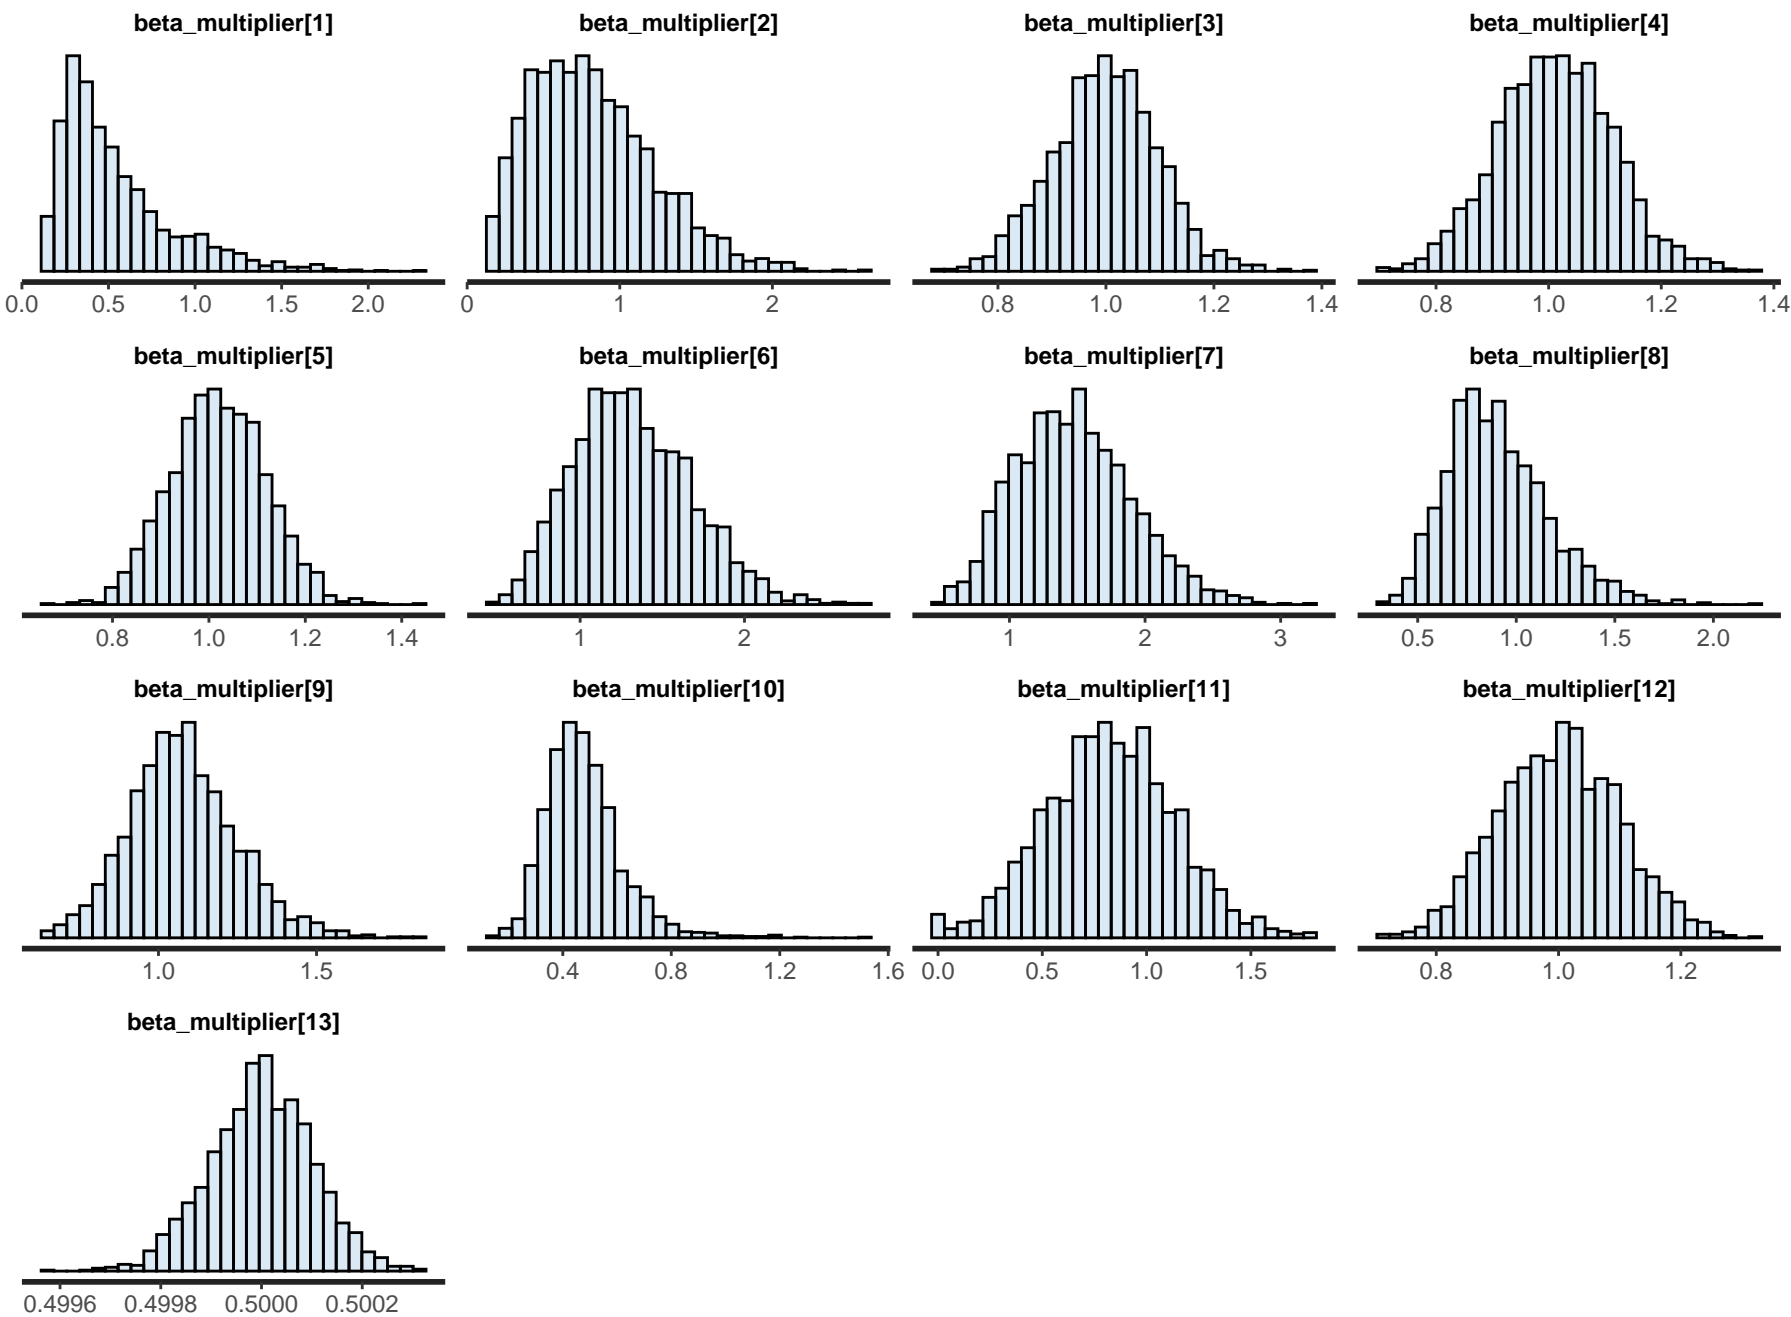 beta_multiplier[1] beta_multiplier[2] beta_multiplier[3] beta_multiplier[4]
0.0 0.5 1.0 1.5 2.0 0 1 2 0.8 1.0 1.2 1.4 0.8 1.0 1.2 1.4
beta_multiplier[5] beta_multiplier[6] beta_multiplier[7] beta_multiplier[8]
0.8 1.0 1.2 1.4 1 2 1 2 3 0.5 1.0 1.5 2.0
beta_multiplier[9] beta_multiplier[10] beta_multiplier[11] beta_multiplier[12]
1.0 1.5 0.4 0.8 1.2 1.6 0.0 0.5 1.0 1.5 0.8 1.0 1.2
beta_multiplier[13]
0.4996 0.4998 0.5000 0.5002